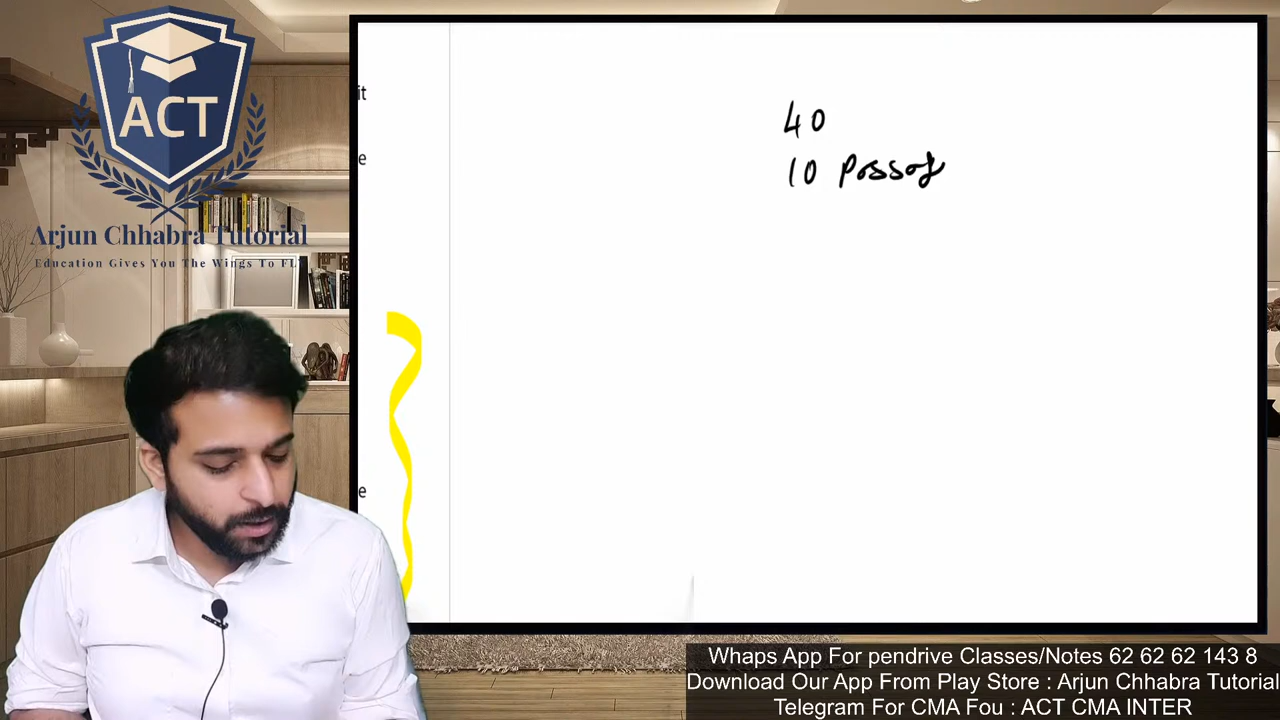 ACT
Arjun Chhabra Tutorial
Education Gives You The Wings To FL
it
e
e
40
10
Whaps App For pendrive Classes/Notes 62 62 62 143 8
Download Our App From Play Store : Arjun Chhabra Tutorial
Telegram For CMA Fou : ACT CMA INTER